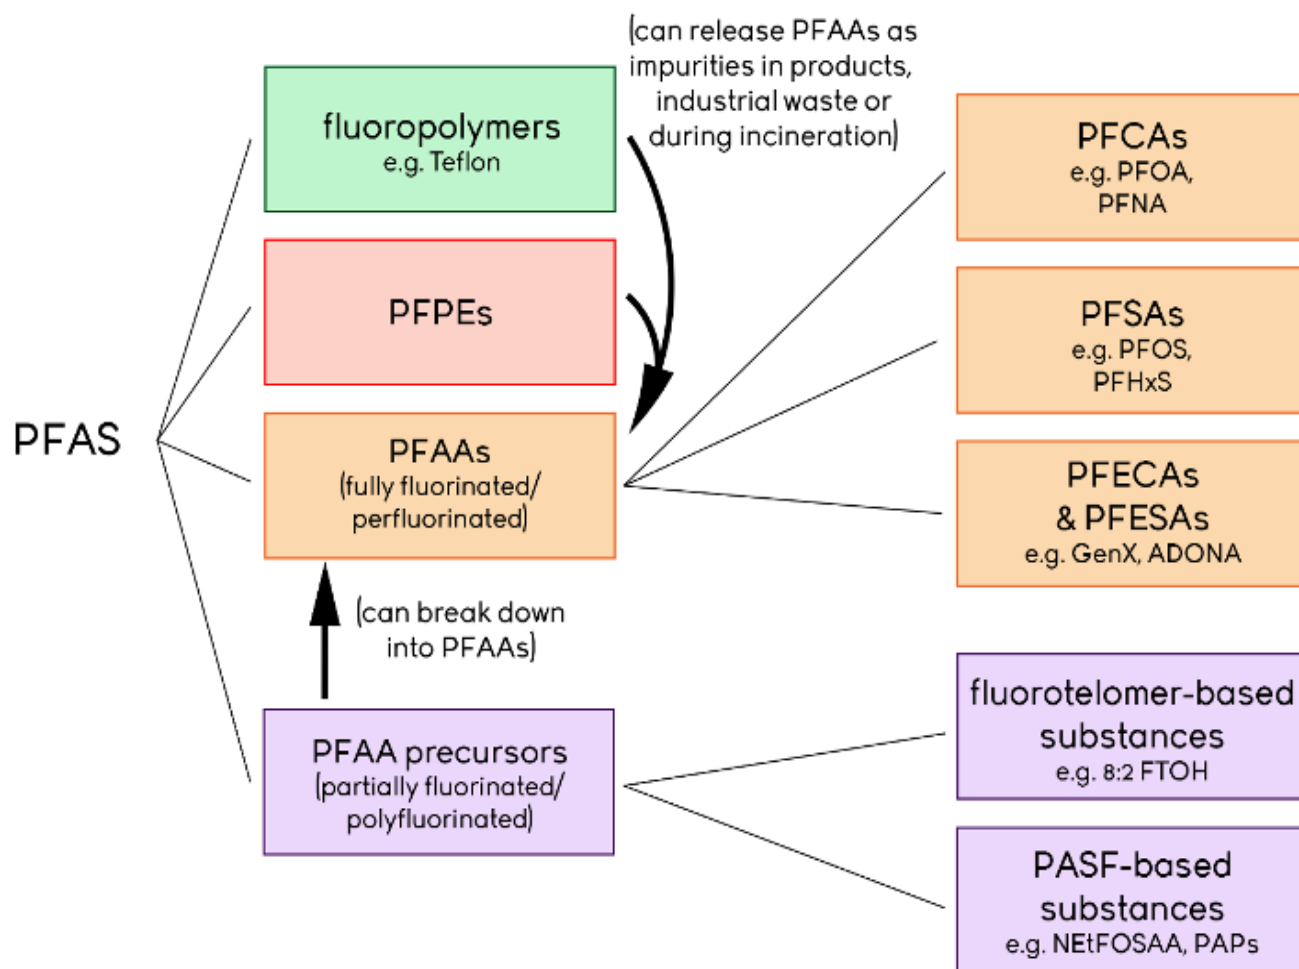 PFAS
fluoropolymers
e.g. Teflon
PFPEs
PFAAs
(fully fluorinated/
perfluorinated)
(can break down
into PFAAs)
PFAA precursors
(partially fluorinated/
polyfluorinated)
(can release PFAAs as
impurities in products,
industrial waste or
during incineration)
PFCAs
e.g. PFOA,
PFNA
PFSAs
e.g. PFOS,
PFHxS
PFECAs
& PFESAs
e.g. GenX, ADONA
fluorotelomer-based
substances
e.g. 8:2 FTOH
PASF-based
substances
e.g. NEtFOSAA, PAPs